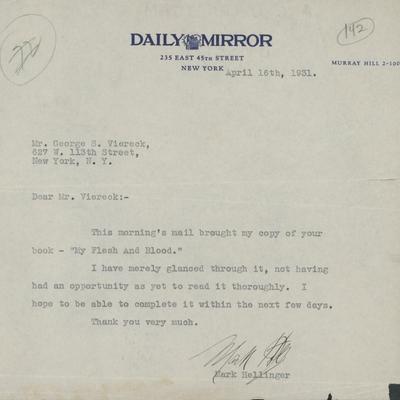 142
DAILY MIRROR
235 EAST 45TH STREET
NEW YORK
MURRAY HILL 2-100
April 16th, 1931.
Mr. George S. Viereck,
627 W. 113th Street,
New York, N. Y.
Dear Mr. Viereck:-
This morning's mail brought my copy of your
book - "My Flesh And Blood."
I have merely glanced through it, not having
had an opportunity as yet to read it thoroughly. I
hope to be able to complete it within the next few days.
Thank you very much.
Mark
Mark Hellinger